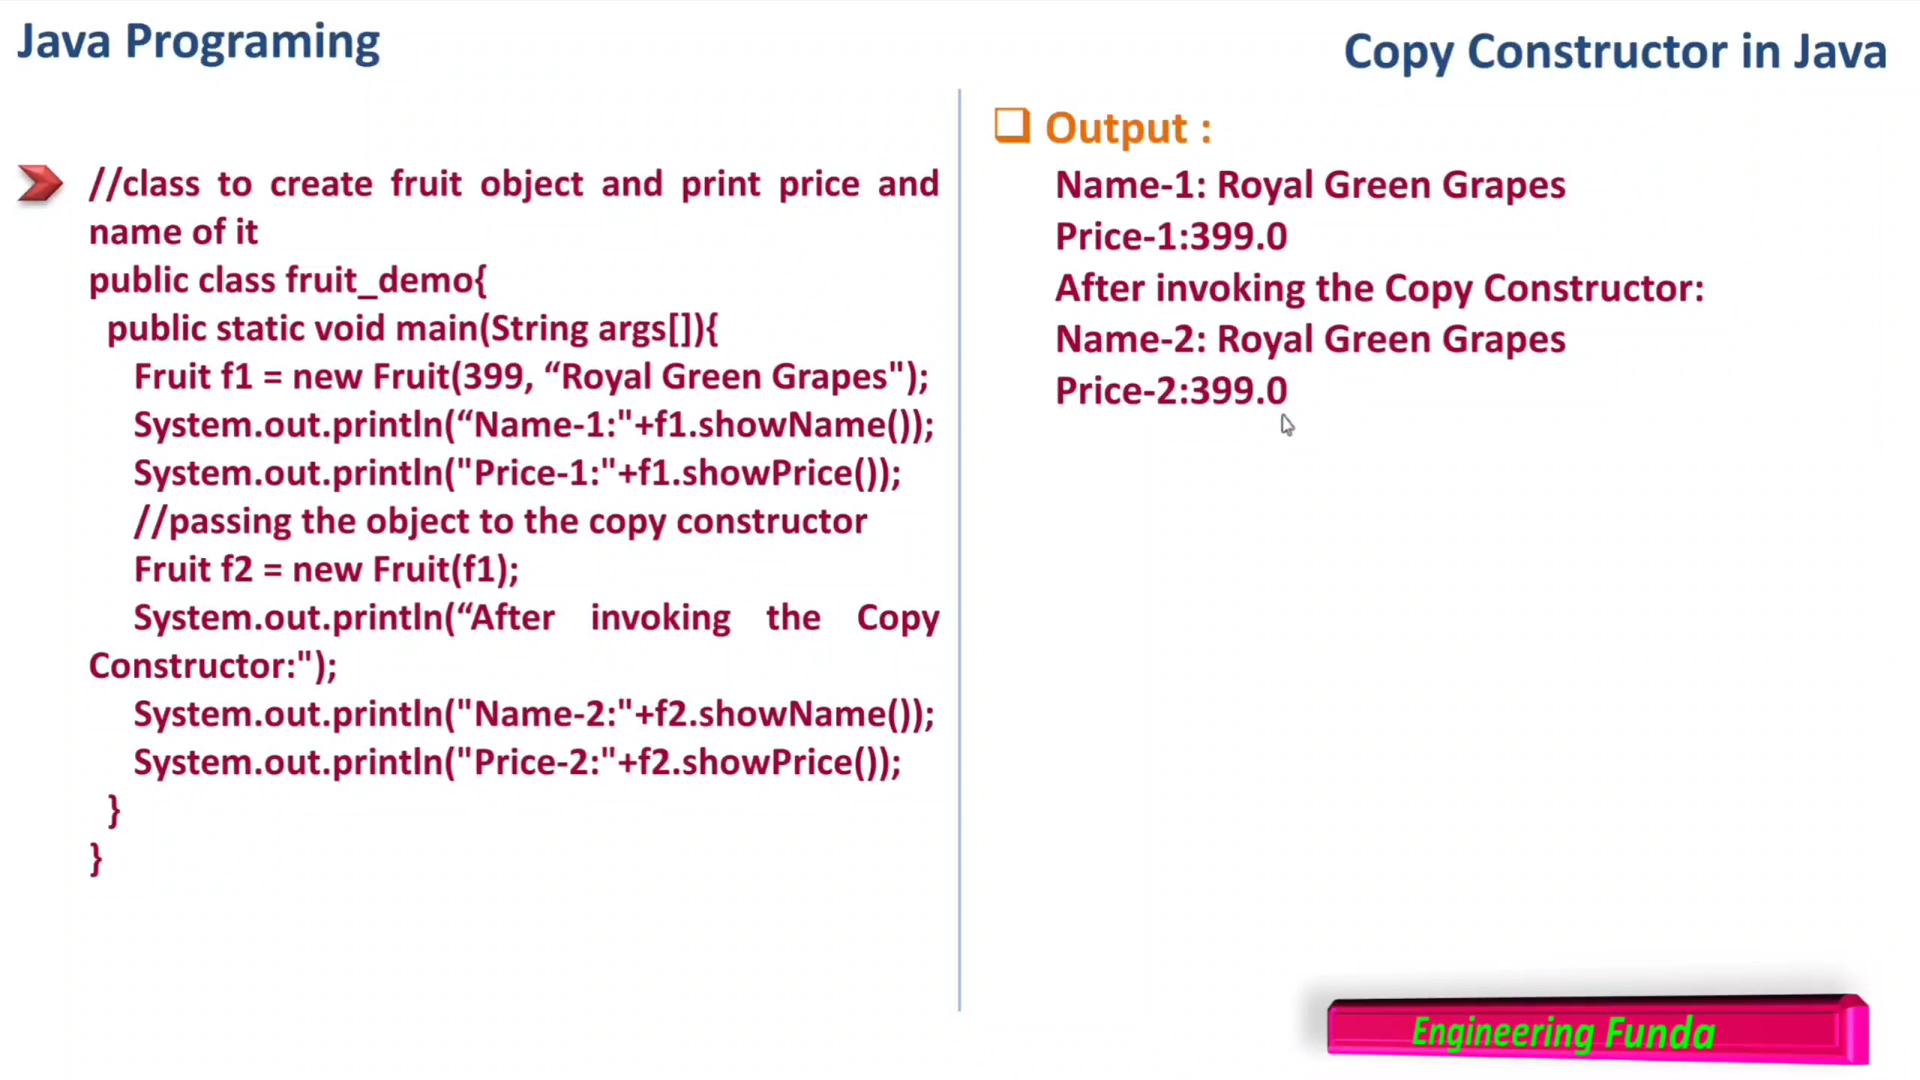 Java Programing
Copy Constructor in Java
//class to create fruit object and print price and
name of it
public class fruit_demo{
public static void main(String args[]){
Fruit f1 = new Fruit(399, “Royal Green Grapes");
System.out.println(“Name-1:"+f1.showName());
System.out.println("Price-1:"+f1.showPrice());
//passing the object to the copy constructor
Fruit f2 = new Fruit(f1);
System.out.println(“After invoking the Copy
Constructor:");
System.out.println("Name-2:"+f2.showName());
System.out.println("Price-2:"+f2.showPrice());
}
}
Output :
Name-1: Royal Green Grapes
Price-1:399.0
After invoking the Copy Constructor:
Name-2: Royal Green Grapes
Price-2:399.0
Engineering Funda